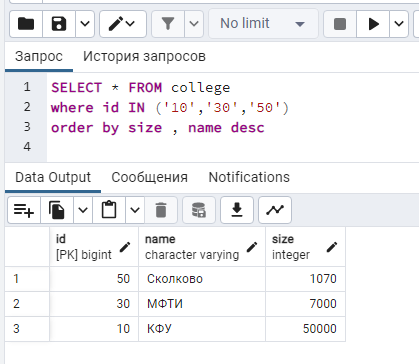 No limit
Запрос История запросов
1 SELECT * FROM college
2 where id IN ('10','30','50')
3 order by size , name desc
4
Data Output Сообщения Notifications
id name size
[PK] bigint character varying integer
1 50 Сколково 1070
2 30 МФТИ 7000
3 10 КФУ 50000